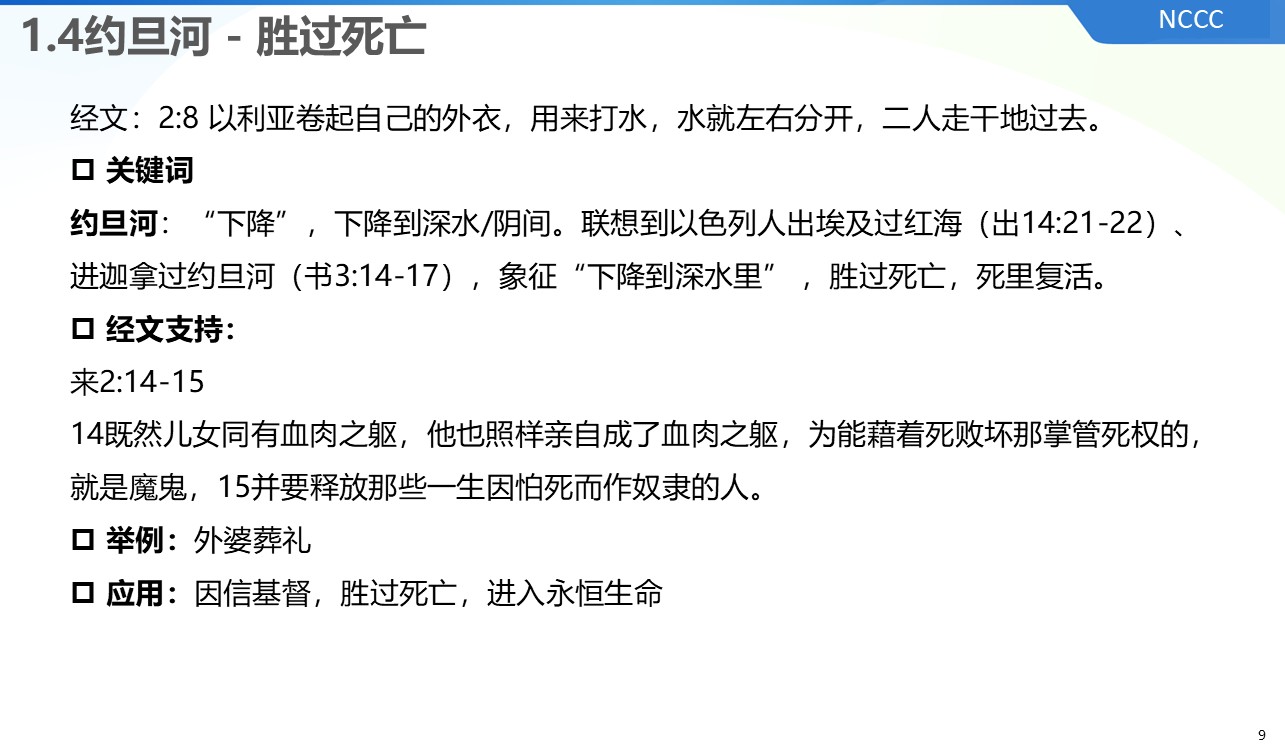 1.4约旦河 - 胜过死亡
NCCC
经文：2:8 以利亚卷起自己的外衣，用来打水，水就左右分开，二人走干地过去。
关键词
约旦河：“下降”，下降到深水/阴间。联想到以色列人出埃及过红海（出14:21-22）、
进迦拿过约旦河（书3:14-17），象征“下降到深水里”，胜过死亡，死里复活。
经文支持：
来2:14-15
14既然儿女同有血肉之躯，他也照样亲自成了血肉之躯，为能藉着死败坏那掌管死权的，
就是魔鬼，15并要释放那些一生因怕死而作奴隶的人。
举例：外婆葬礼
应用：因信基督，胜过死亡，进入永恒生命
9